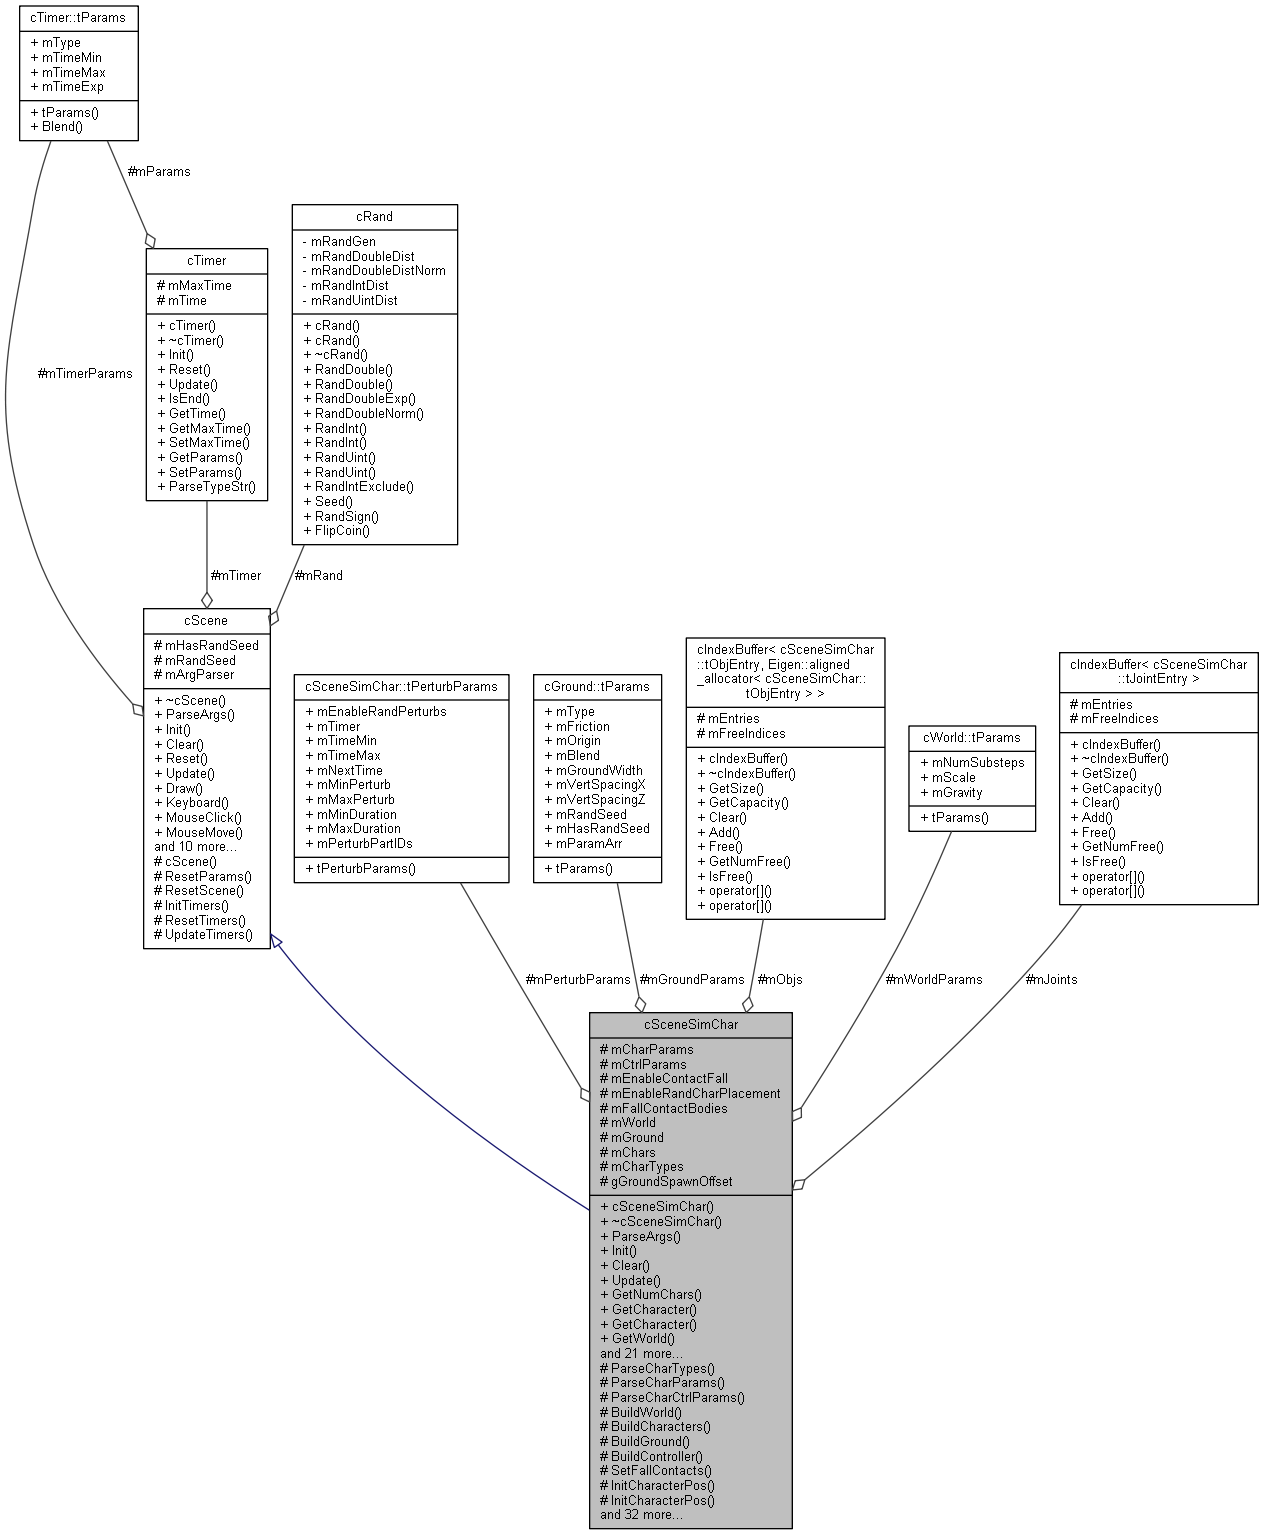 cTimer::tParams
+ mType
+ mTimeMin
+ mTimeMax
+ mTimeExp
+ tParams()
+ Blend()
#mParams
cRand
- mRandGen
- mRandDoubleDist
- mRandDoubleDistNorm
- mRandIntDist
- mRandUintDist
+ cRand()
+ cRand()
+ ~cRand()
+ RandDouble()
+ RandDouble()
+ RandDoubleExp()
+ RandDoubleNorm()
+ RandInt()
+ RandInt()
+ RandUint()
+ RandUint()
+ RandIntExclude()
+ Seed()
+ RandSign()
+ FlipCoin()
cTimer
# mMaxTime
# mTime
+ cTimer()
+ ~cTimer()
+ Init()
+ Reset()
+ Update()
+ IsEnd()
+ GetTime()
+ GetMaxTime()
+ SetMaxTime()
+ GetParams()
+ SetParams()
+ ParseTypeStr()
#mTimerParams
#mTimer
#mRand
cScene
# mHasRandSeed
# mRandSeed
# mArgParser
+ ~cScene()
+ ParseArgs()
+ Init()
+ Clear()
+ Reset()
+ Update()
+ Draw()
+ Keyboard()
+ MouseClick()
+ MouseMove()
and 10 more...
# cScene()
# ResetParams()
# ResetScene()
# InitTimers()
# ResetTimers()
# UpdateTimers()
cSceneSimChar::tPerturbParams
+ mEnableRandPerturbs
+ mTimer
+ mTimeMin
+ mTimeMax
+ mNextTime
+ mMinPerturb
+ mMaxPerturb
+ mMinDuration
+ mMaxDuration
+ mPerturbPartIDs
+ tPerturbParams()
cGround::tParams
+ mType
+ mFriction
+ mOrigin
+ mBlend
+ mGroundWidth
+ mVertSpacingX
+ mVertSpacingZ
+ mRandSeed
+ mHasRandSeed
+ mParamArr
+ tParams()
cIndexBuffer< cSceneSimChar
::tObjEntry, Eigen::aligned
_allocator< cSceneSimChar::
tObjEntry > >
# mEntries
# mFreeIndices
+ cIndexBuffer()
+ ~cIndexBuffer()
+ GetSize()
+ GetCapacity()
+ Clear()
+ Add()
+ Free()
+ GetNumFree()
+ IsFree()
+ operator[]()
+ operator[]()
cWorld::tParams
+ mNumSubsteps
+ mScale
+ mGravity
+ tParams()
cIndexBuffer< cSceneSimChar
::tJointEntry >
# mEntries
# mFreeIndices
+ cIndexBuffer()
+ ~cIndexBuffer()
+ GetSize()
+ GetCapacity()
+ Clear()
+ Add()
+ Free()
+ GetNumFree()
+ IsFree()
+ operator[]()
+ operator[]()
#mPerturbParams
#mGroundParams
#mObjs
#mWorldParams
#mJoints
cSceneSimChar
# mCharParams
# mCtrlParams
# mEnableContactFall
# mEnableRandCharPlacement
# mFallContactBodies
# mWorld
# mGround
# mChars
# mCharTypes
# gGroundSpawnOffset
+ cSceneSimChar()
+ ~cSceneSimChar()
+ ParseArgs()
+ Init()
+ Clear()
+ Update()
+ GetNumChars()
+ GetCharacter()
+ GetCharacter()
+ GetWorld()
and 21 more...
# ParseCharTypes()
# ParseCharParams()
# ParseCharCtrlParams()
# BuildWorld()
# BuildCharacters()
# BuildGround()
# BuildController()
# SetFallContacts()
# InitCharacterPos()
# InitCharacterPos()
and 32 more...